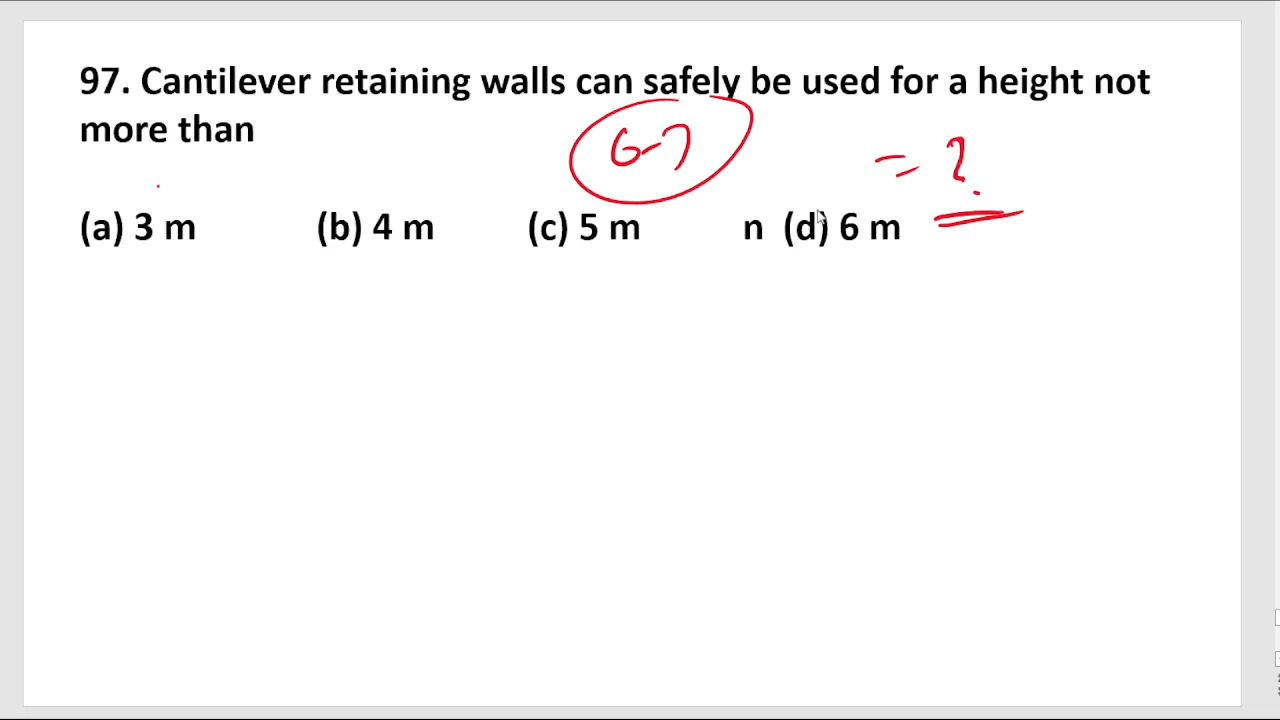 97. Cantilever retaining walls can safely be used for a height not
more than
6-7
= ?
(a) 3 m (b) 4 m (c) 5 m n (d) 6 m